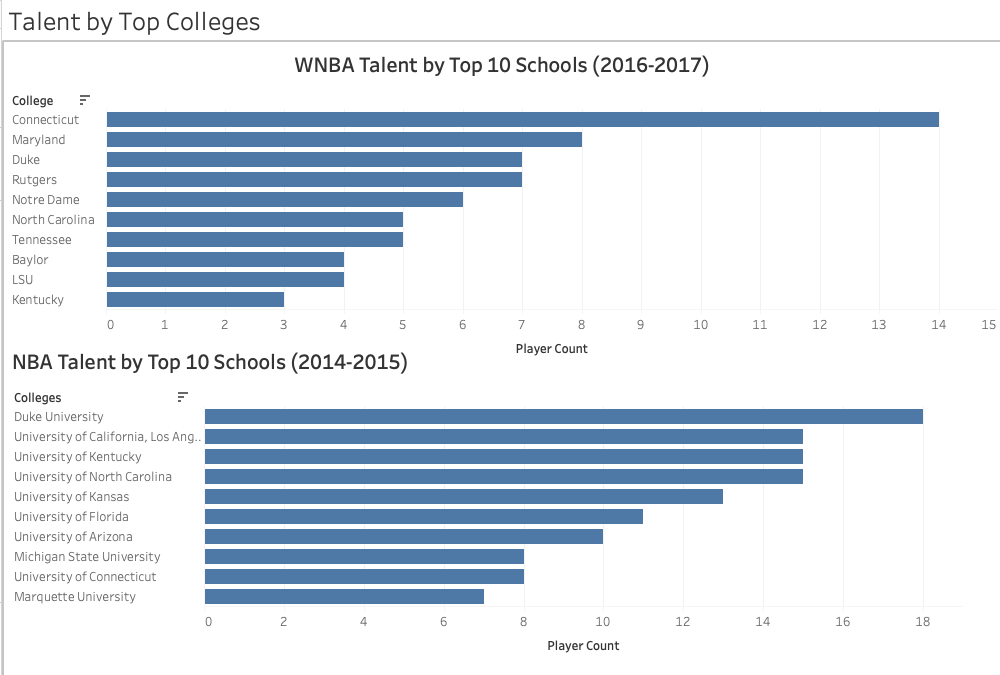 Talent by Top Colleges
WNBA Talent by Top 10 Schools (2016-2017)
College
Connecticut
Maryland
Duke
Rutgers
Notre Dame
North Carolina
Tennessee
Baylor
LSU
Kentucky
0 1 2 3 4 5 6 7 8 9 10 11 12 13 14 15
Player Count
NBA Talent by Top 10 Schools (2014-2015)
Colleges
Duke University
University of California, Los Ang..
University of Kentucky
University of North Carolina
University of Kansas
University of Florida
University of Arizona
Michigan State University
University of Connecticut
Marquette University
0 2 4 6 8 10 12 14 16 18
Player Count